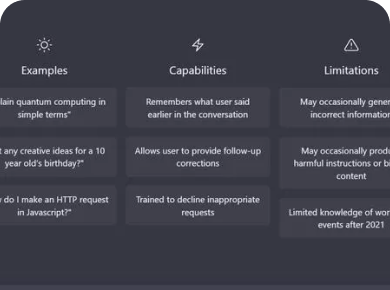 Examples
Capabilities
Limitations
lain quantum computing in
simple terms"
any creative ideas for a 10
year old's birthday?"
do I make an HTTP request
in Javascript?"
Remembers what user said
earlier in the conversation
Allows user to provide follow-up
corrections
Trained to decline inappropriate
requests
May occasionally gener
incorrect information
May occasionally produ
harmful instructions or bi
content
Limited knowledge of wor
events after 2021